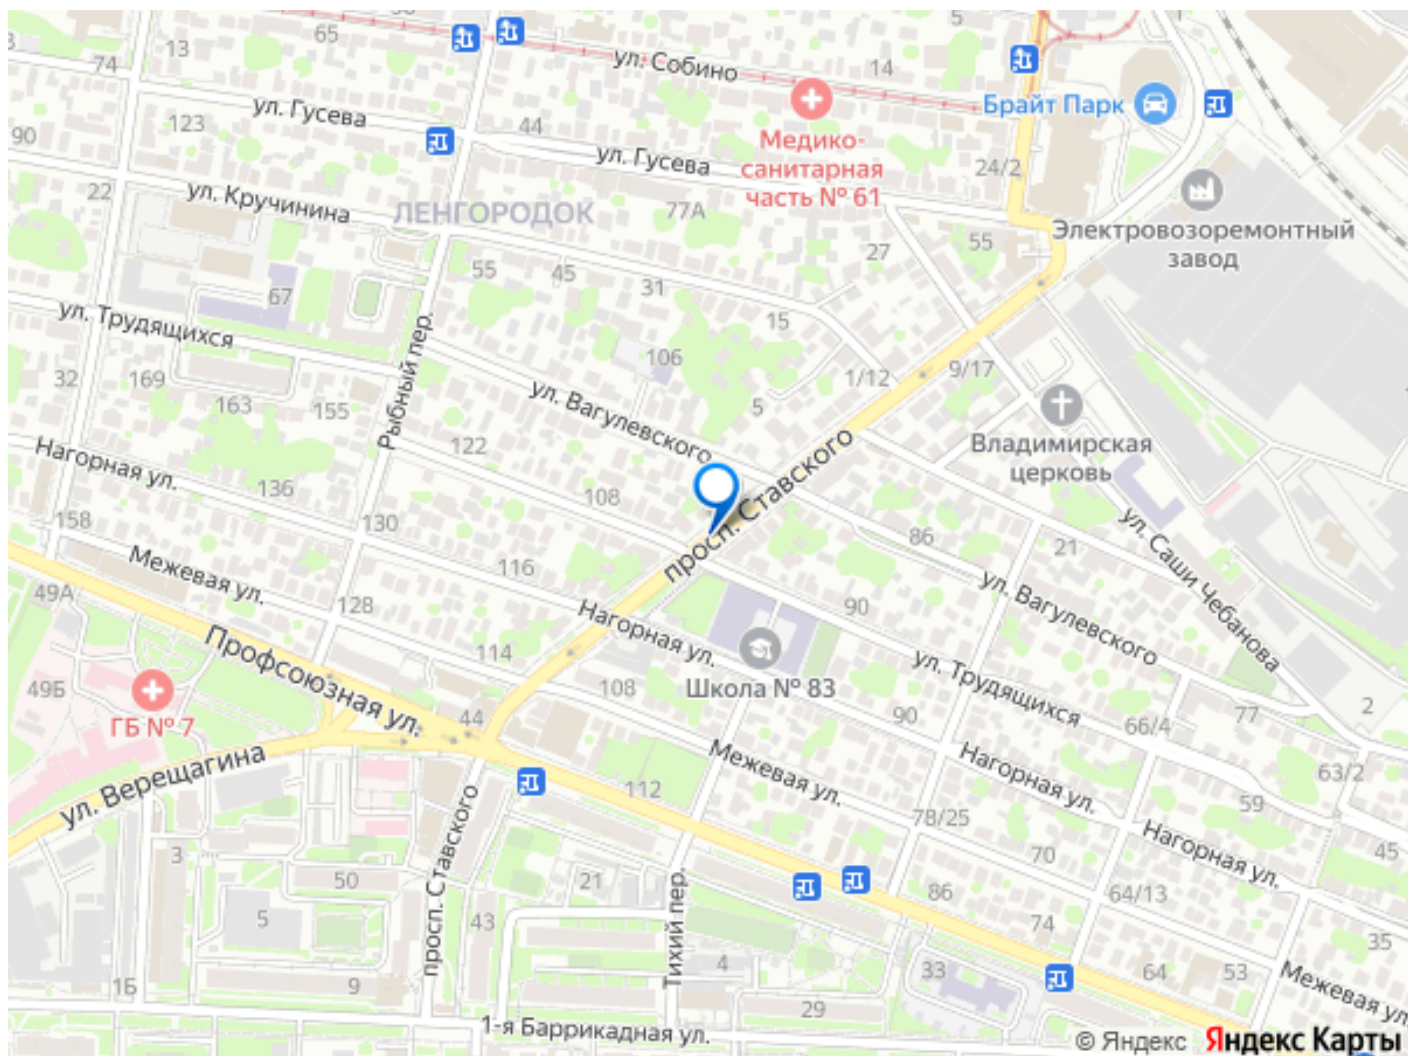 65
5
13
ул. Собино
14
74
Брайт Парк
ул. Гусева
123
44
90
Медико-
санитарная
часть № 61
ул. Гусева
24/2
22
ул. Кручинина
ЛЕНГОРОДОК
77А
Электровозоремонтный
завод
27
55
55
45
31
67
ул. Трудящихся
15
Рыбный пер.
106
32
169
163
155
1/12
9/17
ул. Вагулевского
5
Владимирская
церковь
122
Нагорная ул.
136
108
просп. Ставского
158
130
86
21
ул. Саши Чебанова
Межевая ул.
116
49А
128
Нагорная ул.
90
ул. Вагулевского
Профсоюзная ул.
114
108
Школа № 83
ул. Трудящихся
49Б
ГБ № 7
44
90
66/4
77
2
ул. Верещагина
112
Межевая ул.
Нагорная ул.
63/2
59
78/25
Нагорная ул.
3
50
просп. Ставского
21
70
45
86
64/13
5
43
Тихий пер.
74
35
4
33
64
53
1Б
9
29
Межевая ул.
1-я Баррикадная ул.
© Яндекс Яндекс Карты